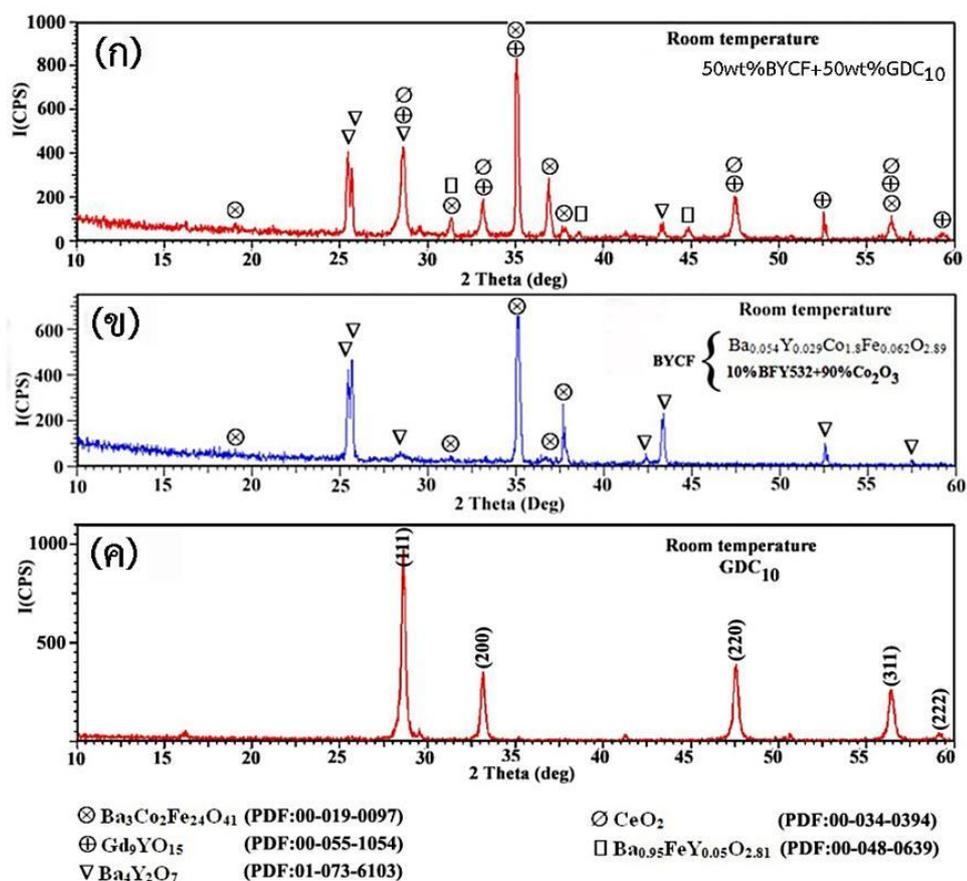 1000
(ก)
Room temperature
50wt%BYCF+50wt%GDC10
800
600
400
200
0
I(CPS)
10 15 20 25 30 35 40 45 50 55 60
2 Theta (deg)
(ข)
Room temperature
BYCF { Ba0.054Y0.029Co1.8Fe0.062O2.89
10%BFY532+90%Co2O3
600
400
200
0
I(CPS)
10 15 20 25 30 35 40 45 50 55 60
2 Theta (Deg)
(ค)
Room temperature
GDC10
1000
500
I(CPS)
(111)
(200)
(220)
(311)
(222)
10 15 20 25 30 35 40 45 50 55 60
2 Theta (deg)
⊗ Ba3Co2Fe24O41 (PDF:00-019-0097)
⊕ Gd9YO15 (PDF:00-055-1054)
▽ Ba4Y2O7 (PDF:01-073-6103)
∅ CeO2 (PDF:00-034-0394)
□ Ba0.95FeY0.05O2.81 (PDF:00-048-0639)